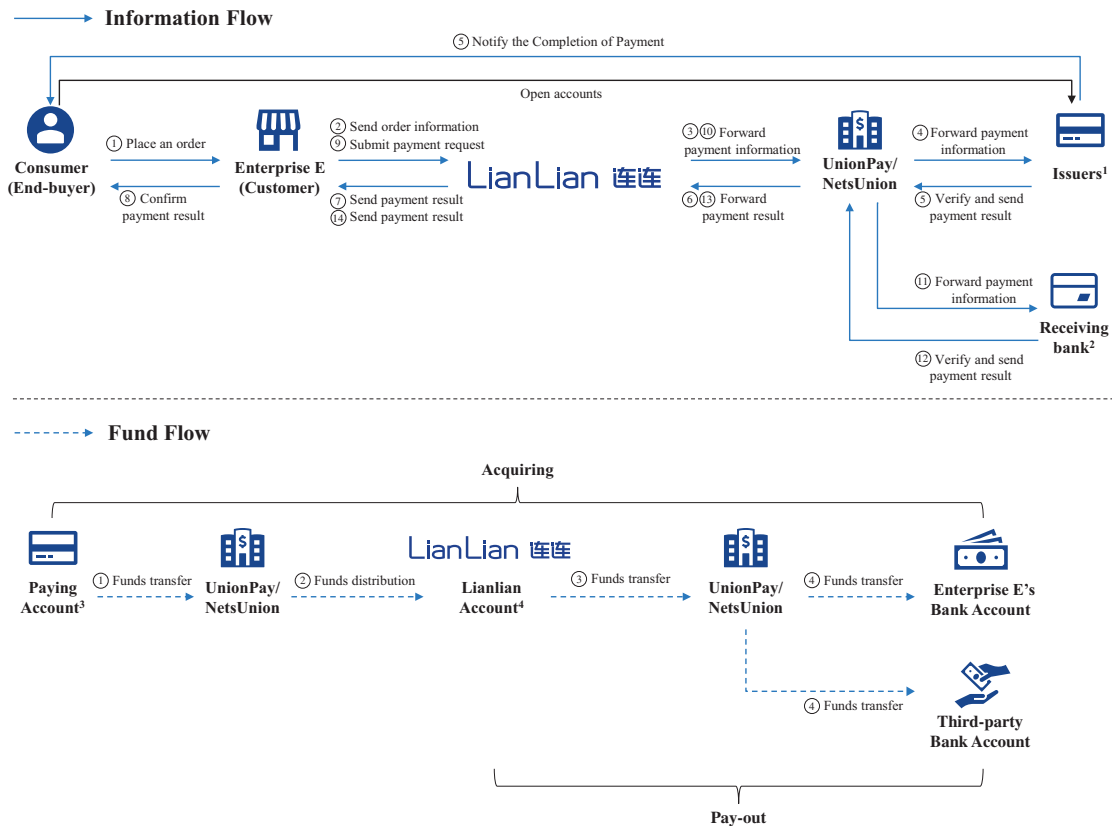 Information Flow
⑤ Notify the Completion of Payment
Open accounts
① Place an order
② Send order information
⑨ Submit payment request
③⑩ Forward
payment information
④ Forward payment
information
Consumer
(End-buyer)
Enterprise E
(Customer)
LianLian 连连
UnionPay/
NetsUnion
Issuers¹
⑧ Confirm
payment result
⑦ Send payment result
⑭ Send payment result
⑥⑬ Forward
payment result
⑤ Verify and send
payment result
⑪ Forward payment
information
Receiving
bank²
⑫ Verify and send
payment result
Fund Flow
Acquiring
$
LianLian 连连
$
Paying
Account³
① Funds transfer
UnionPay/
NetsUnion
② Funds distribution
Lianlian
Account⁴
③ Funds transfer
UnionPay/
NetsUnion
④ Funds transfer
Enterprise E's
Bank Account
④ Funds transfer
Third-party
Bank Account
Pay-out